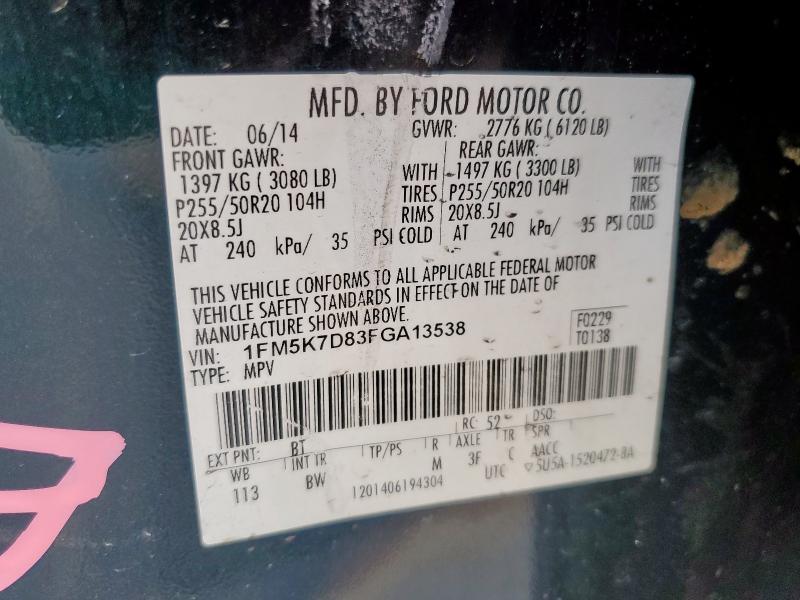 MFD. BY FORD MOTOR CO.
DATE: 06/14 GVWR: 2776 KG ( 6120 LB)
FRONT GAWR: REAR GAWR:
1397 KG ( 3080 LB) WITH 1497 KG ( 3300 LB) WITH
P255/50R20 104H TIRES P255/50R20 104H TIRES
20X8.5J RIMS 20X8.5J RIMS
AT 240 kPa/ 35 PSI COLD AT 240 kPa/ 35 PSI COLD
THIS VEHICLE CONFORMS TO ALL APPLICABLE FEDERAL MOTOR
VEHICLE SAFETY STANDARDS IN EFFECT ON THE DATE OF
MANUFACTURE SHOWN ABOVE.
F0229
VIN: 1FM5K7D83FGA13538
T0138
TYPE: MPV
EXT PNT: BT RC: 52 DSO:
WB INT TR TP/PS R AXLE TR SPR
113 BW M 3F C AACC
1201406194304 UTC 5U5A-1520472-BA